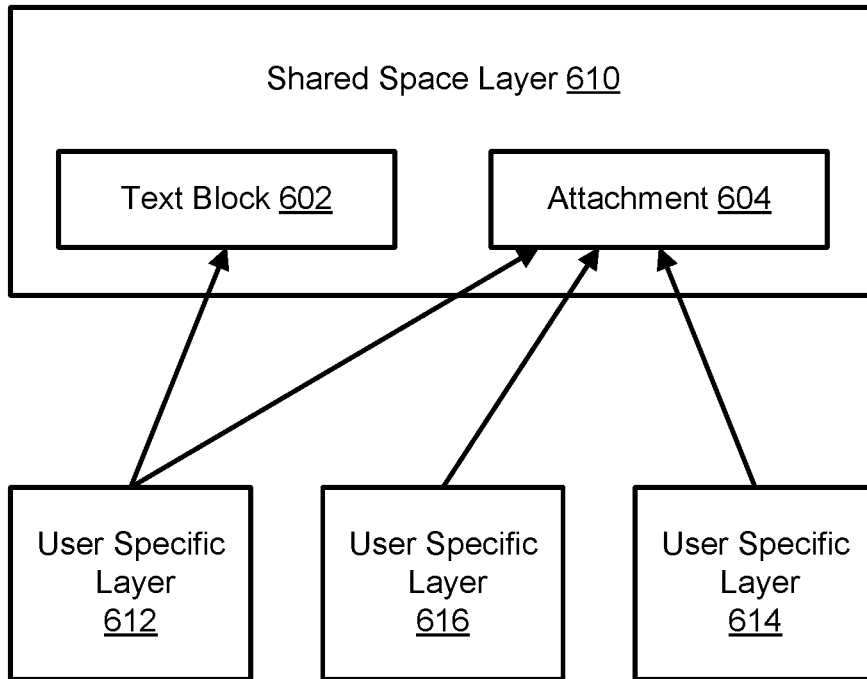 Shared Space Layer 610
Text Block 602
Attachment 604
User Specific
Layer
612
User Specific
Layer
616
User Specific
Layer
614